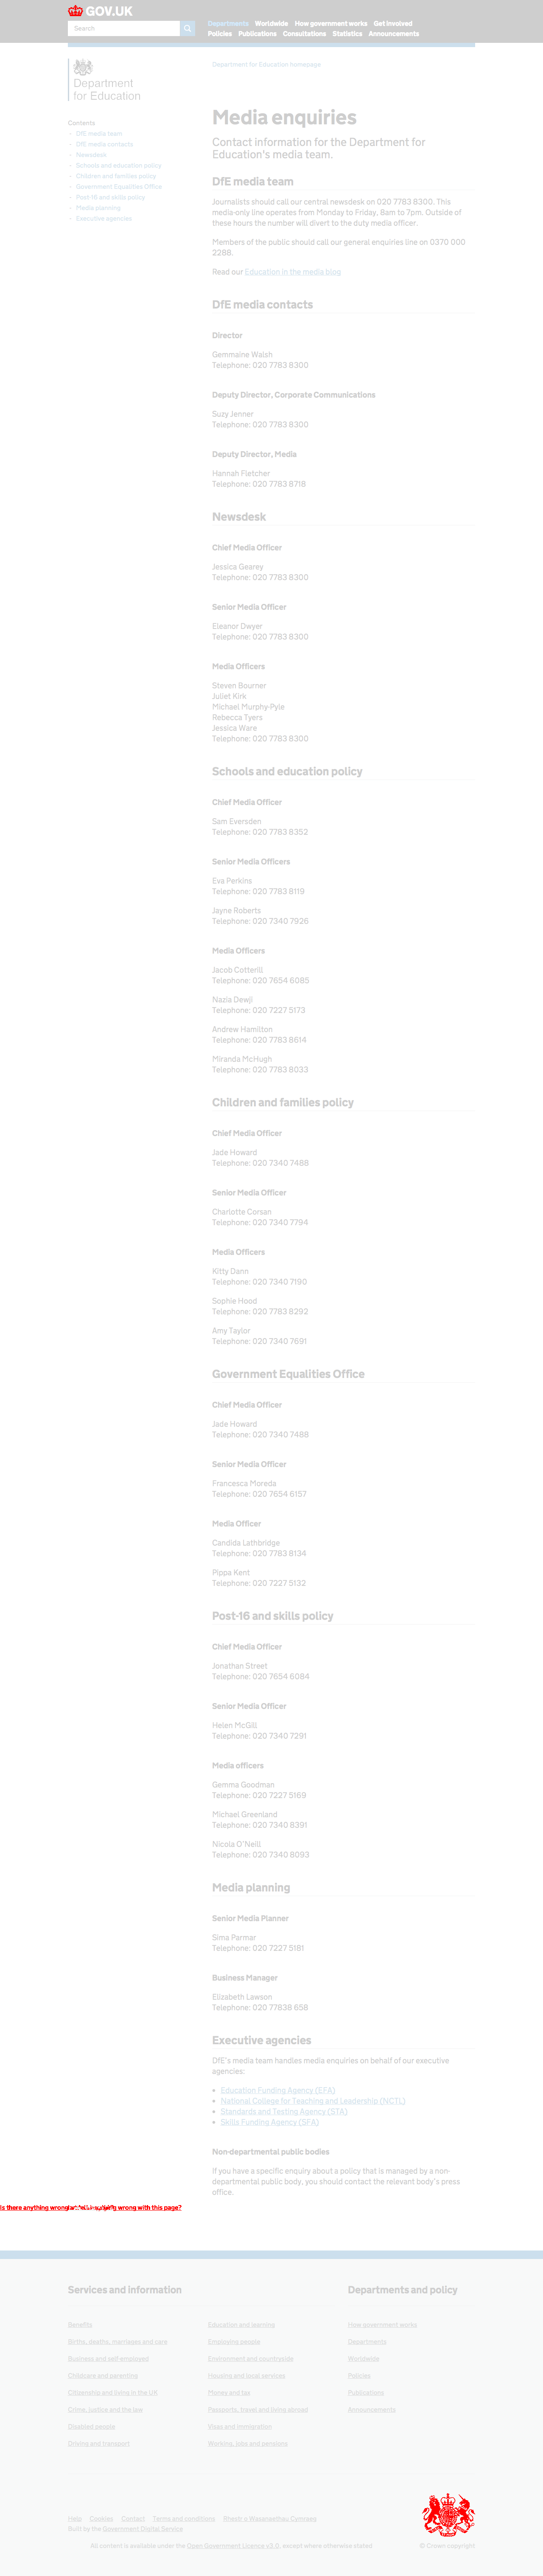 GOV.UK
Search
Departments Worldwide How government works Get involved
Policies Publications Consultations Statistics Announcements
Department
for Education
Department for Education homepage
Contents
– DfE media team
– DfE media contacts
– Newsdesk
– Schools and education policy
– Children and families policy
– Government Equalities Office
– Post-16 and skills policy
– Media planning
– Executive agencies
Media enquiries
Contact information for the Department for
Education's media team.
DfE media team
Journalists should call our central newsdesk on 020 7783 8300. This
media-only line operates from Monday to Friday, 8am to 7pm. Outside of
these hours the number will divert to the duty media officer.
Members of the public should call our general enquiries line on 0370 000
2288.
Read our Education in the media blog
DfE media contacts
Director
Gemmaine Walsh
Telephone: 020 7783 8300
Deputy Director, Corporate Communications
Suzy Jenner
Telephone: 020 7783 8300
Deputy Director, Media
Hannah Fletcher
Telephone: 020 7783 8718
Newsdesk
Chief Media Officer
Jessica Gearey
Telephone: 020 7783 8300
Senior Media Officer
Eleanor Dwyer
Telephone: 020 7783 8300
Media Officers
Steven Bourner
Juliet Kirk
Michael Murphy-Pyle
Rebecca Tyers
Jessica Ware
Telephone: 020 7783 8300
Schools and education policy
Chief Media Officer
Sam Eversden
Telephone: 020 7783 8352
Senior Media Officers
Eva Perkins
Telephone: 020 7783 8119
Jayne Roberts
Telephone: 020 7340 7926
Media Officers
Jacob Cotterill
Telephone: 020 7654 6085
Nazia Dewji
Telephone: 020 7227 5173
Andrew Hamilton
Telephone: 020 7783 8614
Miranda McHugh
Telephone: 020 7783 8033
Children and families policy
Chief Media Officer
Jade Howard
Telephone: 020 7340 7488
Senior Media Officer
Charlotte Corsan
Telephone: 020 7340 7794
Media Officers
Kitty Dann
Telephone: 020 7340 7190
Sophie Hood
Telephone: 020 7783 8292
Amy Taylor
Telephone: 020 7340 7691
Government Equalities Office
Chief Media Officer
Jade Howard
Telephone: 020 7340 7488
Senior Media Officer
Francesca Moreda
Telephone: 020 7654 6157
Media Officer
Candida Lethbridge
Telephone: 020 7783 8134
Pippa Kent
Telephone: 020 7227 5132
Post-16 and skills policy
Chief Media Officer
Jonathan Street
Telephone: 020 7654 6084
Senior Media Officer
Helen McGill
Telephone: 020 7340 7291
Media officers
Gemma Goodman
Telephone: 020 7227 5169
Michael Greenland
Telephone: 020 7340 8391
Nicola O'Neill
Telephone: 020 7340 8093
Media planning
Senior Media Planner
Sima Parmar
Telephone: 020 7227 5181
Business Manager
Elizabeth Lawson
Telephone: 020 77838 658
Executive agencies
DfE's media team handles media enquiries on behalf of our executive
agencies:
• Education Funding Agency (EFA)
• National College for Teaching and Leadership (NCTL)
• Standards and Testing Agency (STA)
• Skills Funding Agency (SFA)
Non-departmental public bodies
If you have a specific enquiry about a policy that is managed by a non-
departmental public body, you should contact the relevant body's press
office.
Is there anything wrong wrong with this page?
Services and information
Departments and policy
Benefits
Education and learning
How government works
Births, deaths, marriages and care
Employing people
Departments
Business and self-employed
Environment and countryside
Worldwide
Childcare and parenting
Housing and local services
Policies
Citizenship and living in the UK
Money and tax
Publications
Crime, justice and the law
Passports, travel and living abroad
Announcements
Disabled people
Visas and immigration
Driving and transport
Working, jobs and pensions
Help Cookies Contact Terms and conditions Rhestr o Wasanaethau Cymraeg
Built by the Government Digital Service
All content is available under the Open Government Licence v3.0, except where otherwise stated
© Crown copyright